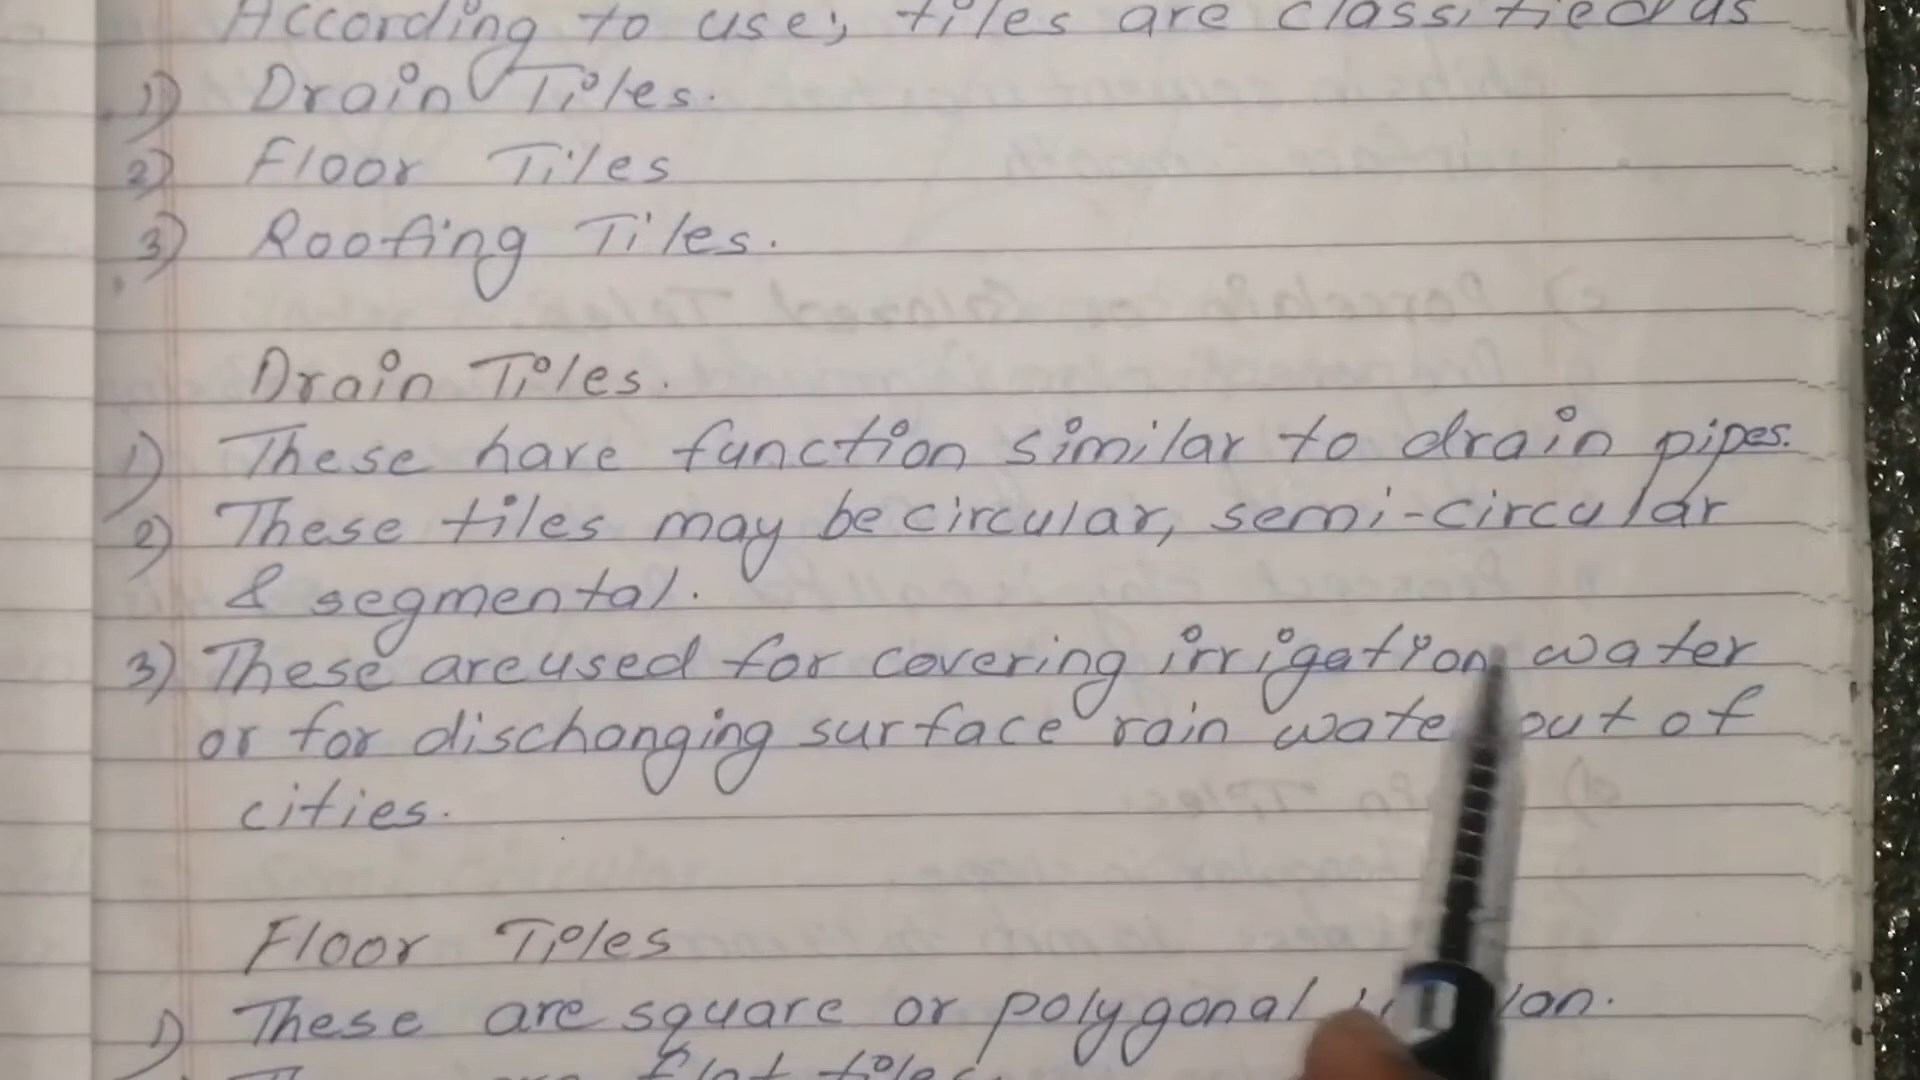 According to use; tiles are classified as
1) Drain Tiles.
2) Floor Tiles
3) Roofing Tiles.
Drain Tiles.
1) These have function similar to drain pipes.
2) These tiles may be circular, semi-circular
& segmental.
3) These are used for covering irrigation water
or for dischanging surface rain wate out of
cities.
Floor Tiles
1) These are square or polygonal
flat tiles